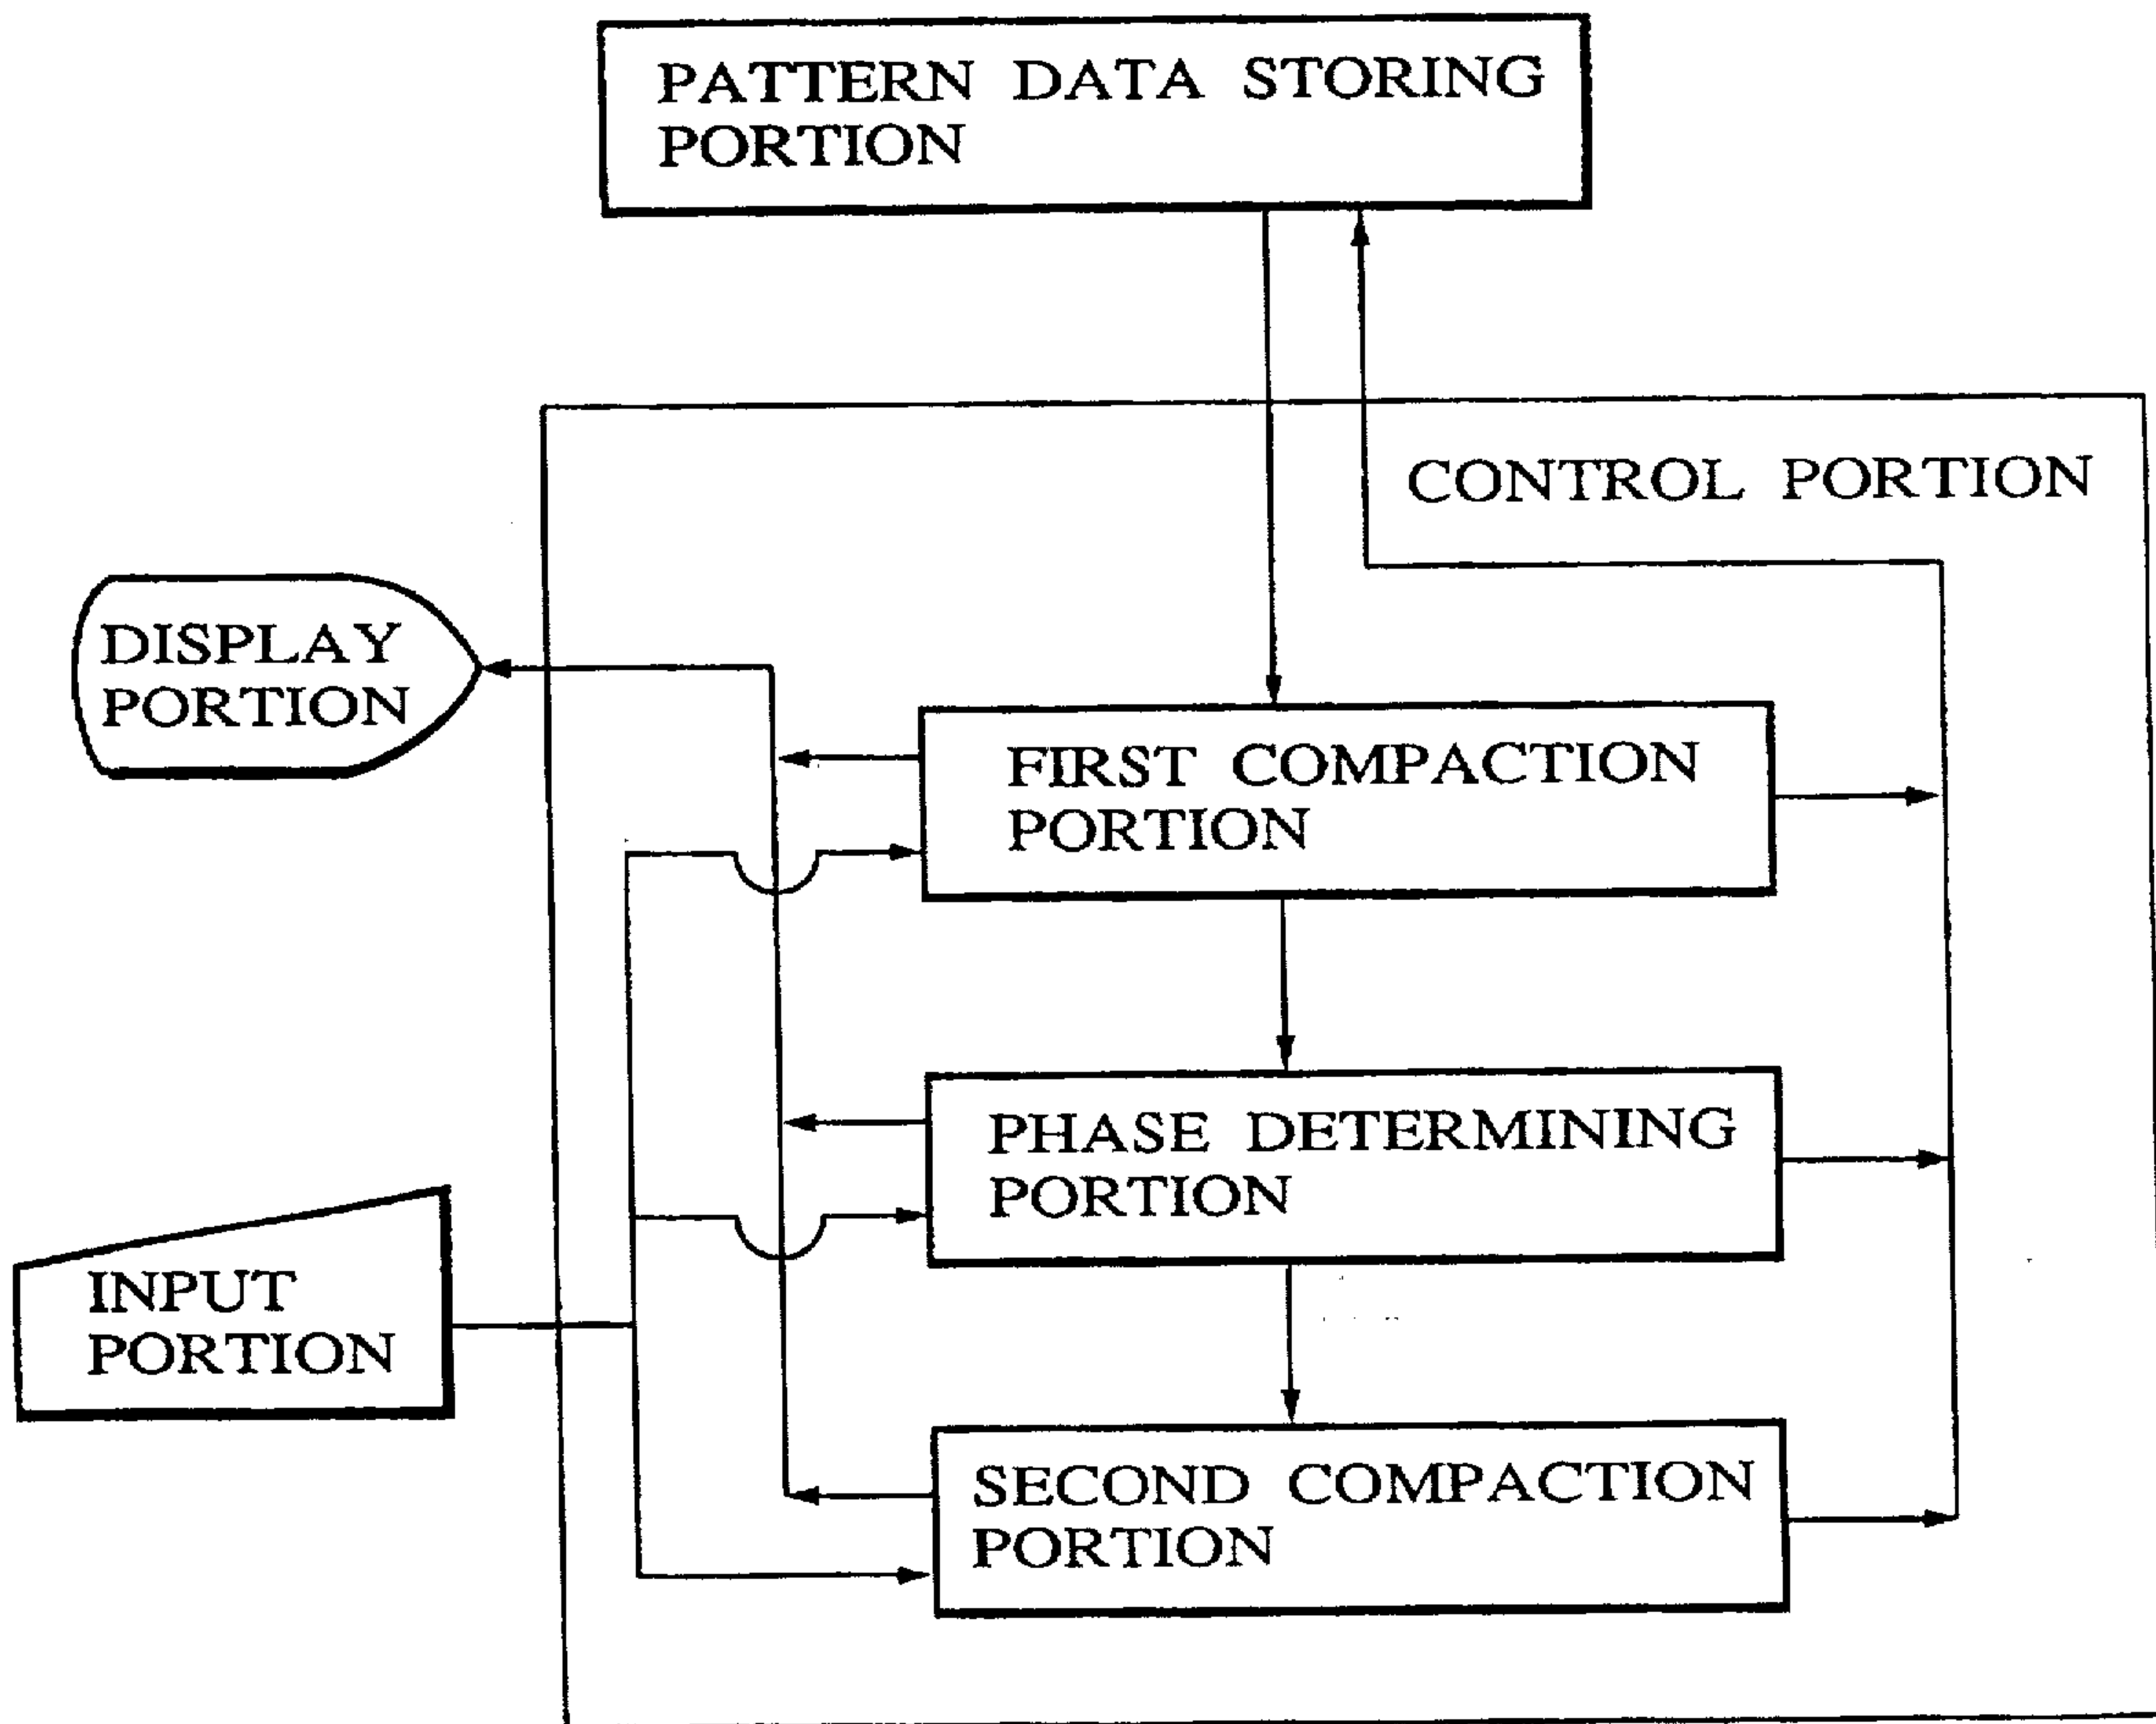 PATTERN DATA STORING
PORTION
CONTROL PORTION
DISPLAY
PORTION
FIRST COMPACTION
PORTION
PHASE DETERMINING
PORTION
INPUT
PORTION
SECOND COMPACTION
PORTION